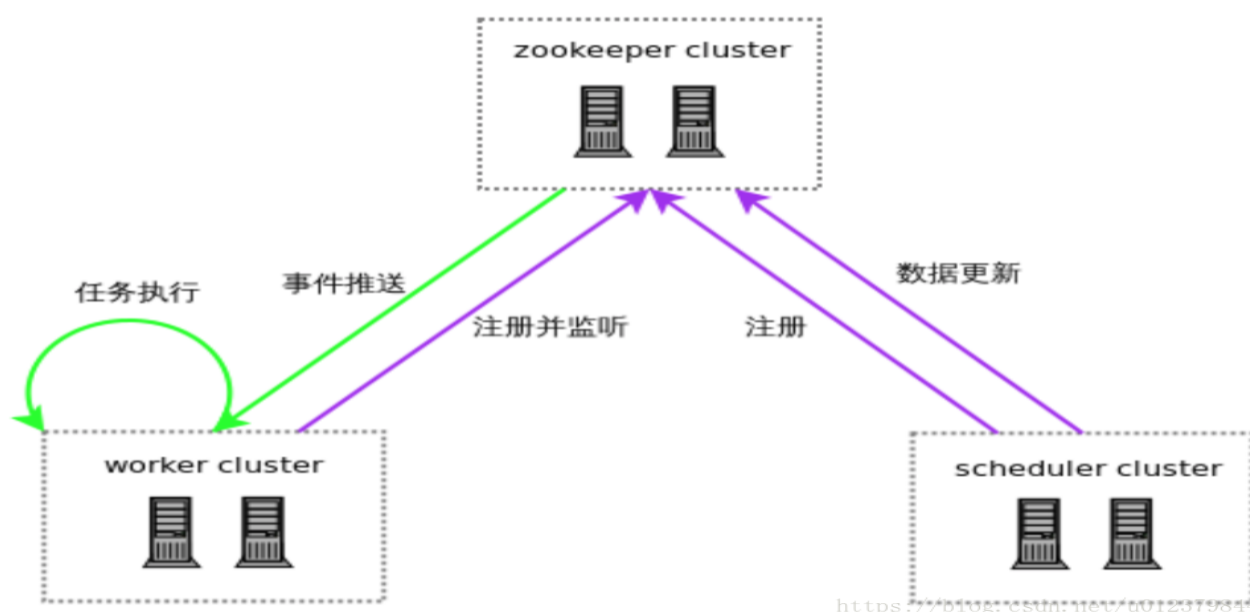 zookeeper cluster
数据更新
事件推送
任务执行
注册并监听
注册
worker cluster
scheduler cluster